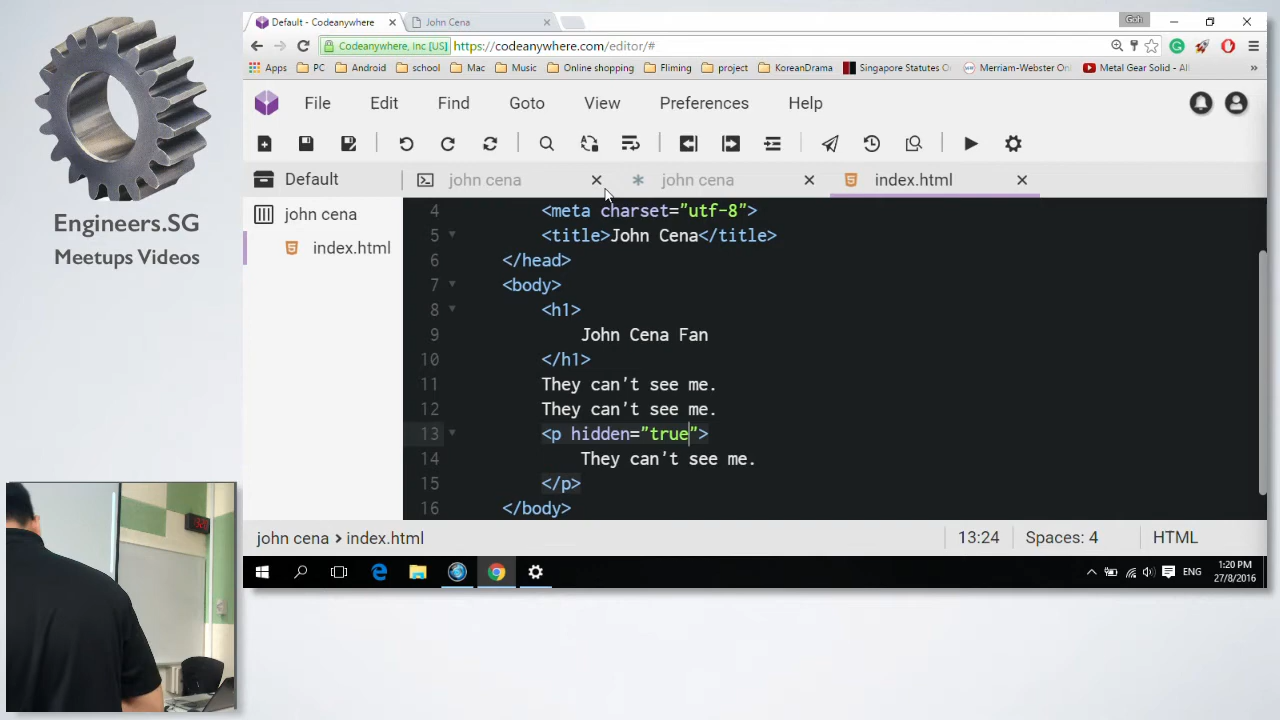 Default - Codeanywhere
John Cena
Goh
Codeanywhere, Inc [US] https://codeanywhere.com/editor/#
Apps PC Android school Mac Music Online shopping Fliming project KoreanDrama Singapore Statutes Merriam-Webster Metal Gear Solid - »
File Edit Find Goto View Preferences Help
Default
john cena
john cena
index.html
john cena
index.html
4 <meta charset="utf-8">
5 <title>John Cena</title>
6 </head>
7 <body>
8 <h1>
9 John Cena Fan
10 </h1>
11 They can't see me.
12 They can't see me.
13 <p hidden="true">
14 They can't see me.
15 </p>
16 </body>
john cena > index.html
13:24
Spaces: 4
HTML
ENG
1:20 PM
27/8/2016
Engineers.SG
Meetups Videos